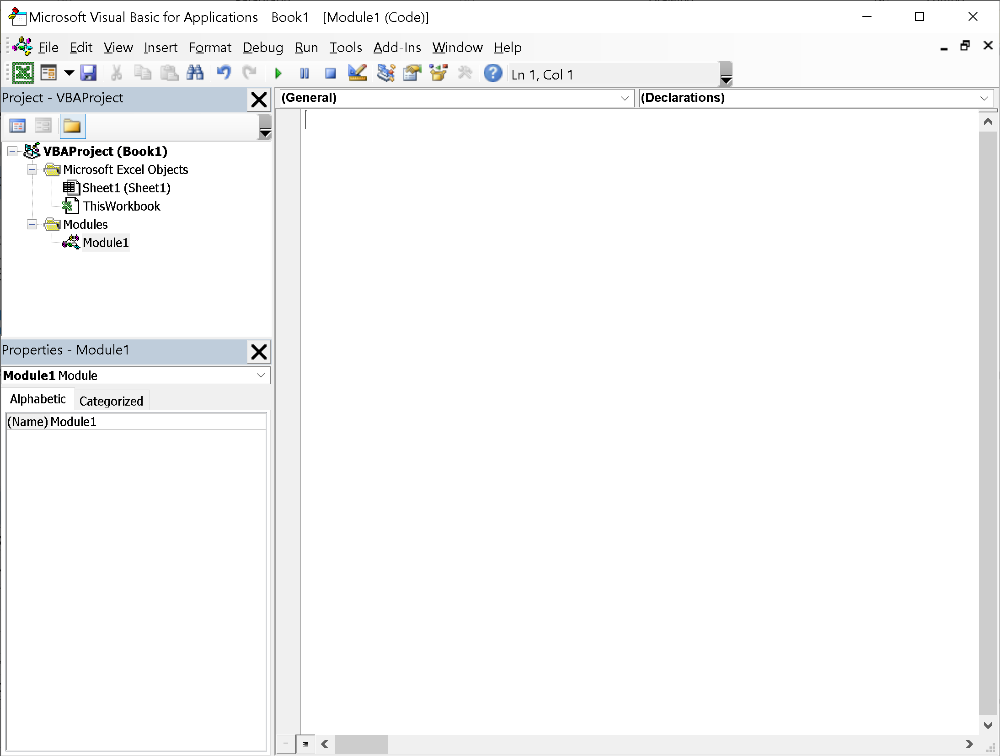 Microsoft Visual Basic for Applications - Book1 - [Module1 (Code)]
File Edit View Insert Format Debug Run Tools Add-Ins Window Help
Ln 1, Col 1
Project - VBAProject
(General)
(Declarations)
VBAProject (Book1)
Microsoft Excel Objects
Sheet1 (Sheet1)
ThisWorkbook
Modules
Module1
Properties - Module1
Module1 Module
Alphabetic
Categorized
(Name) Module1